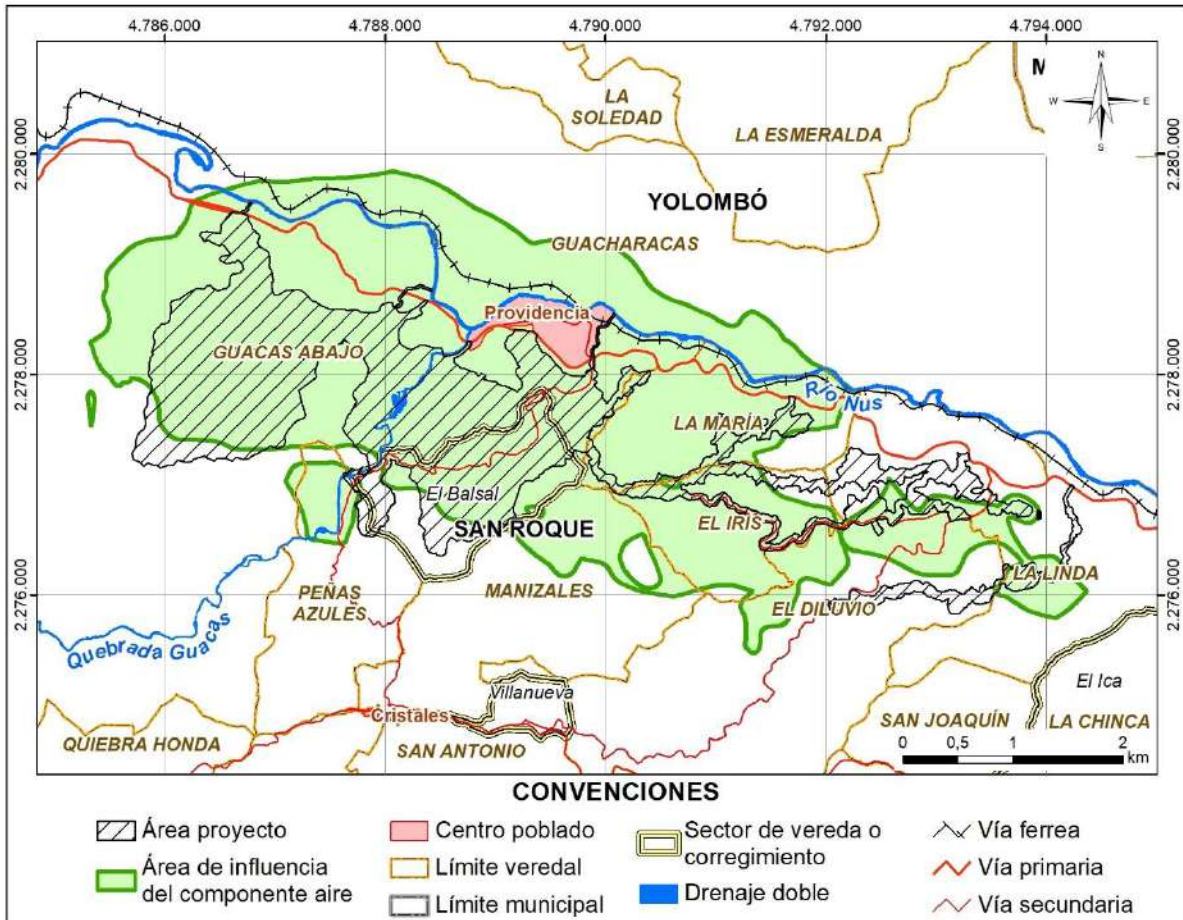 4.786.000
4.788.000
4.790.000
4.792.000
4.794.000
M
N
W
E
S
LA
SOLEDAD
LA ESMERALDA
2.280.000
2.280.000
YOLOMBÓ
GUACHARACAS
Providencia
GUACAS ABAJO
2.278.000
2.278.000
Río Nus
LA MARÍA
El Balsal
EL IRIS
SAN ROQUE
LA LINDA
PEÑAS
AZULES
MANIZALES
EL DILUVIO
2.276.000
2.276.000
Quebrada Guacas
Villanueva
El Ica
Cristales
SAN JOAQUÍN
LA CHINCA
QUIEBRA HONDA
SAN ANTONIO
0 0,5 1 2
km
CONVENCIONES
Área proyecto
Área de influencia
del componente aire
Centro poblado
Límite veredal
Límite municipal
Sector de vereda o
corregimiento
Drenaje doble
Vía ferrea
Vía primaria
Vía secundaria